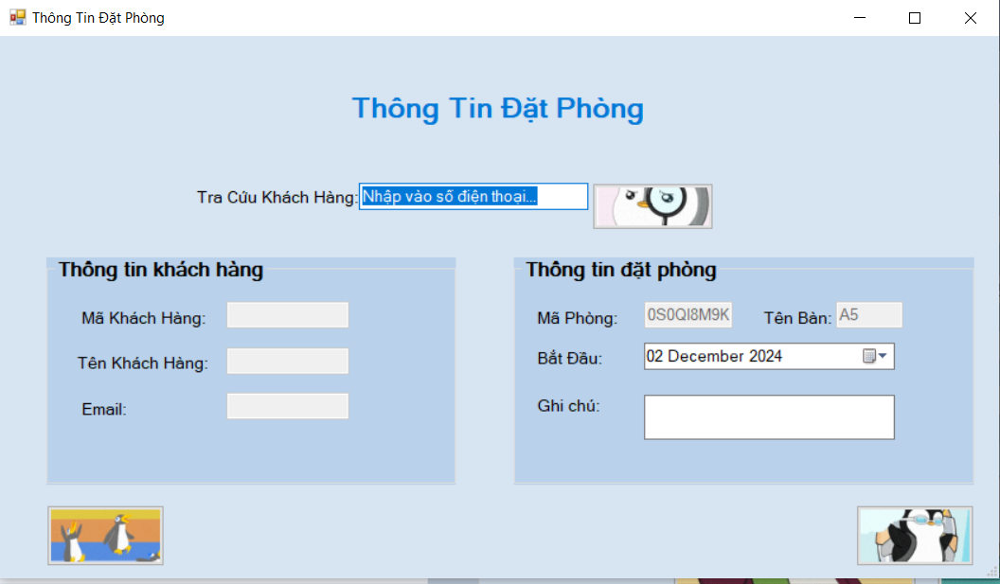 Thông Tin Đặt Phòng
Thông Tin Đặt Phòng
Tra Cứu Khách Hàng: Nhập vào số điện thoại...
Thông tin khách hàng
Mã Khách Hàng:
Tên Khách Hàng:
Email:
Thông tin đặt phòng
Mã Phòng: 0S0QI8M9K Tên Bàn: A5
Bắt Đầu: 02 December 2024
Ghi chú: